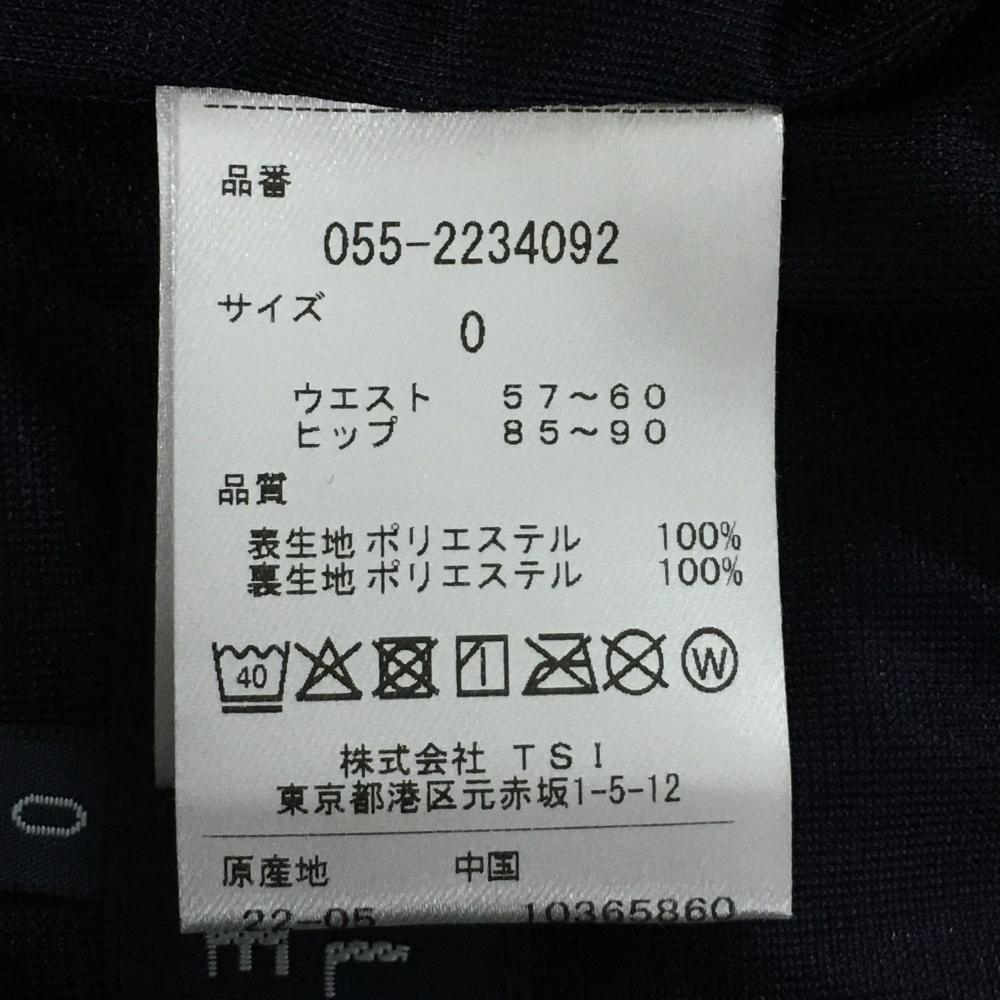 品番
055-2234092
サイズ
0
ウエスト 57~60
ヒップ 85~90
品質
表生地 ポリエステル 100%
裏生地 ポリエステル 100%
40
W
株式会社 TSI
東京都港区元赤坂1-5-12
原産地 中国
22-05 10365860
0